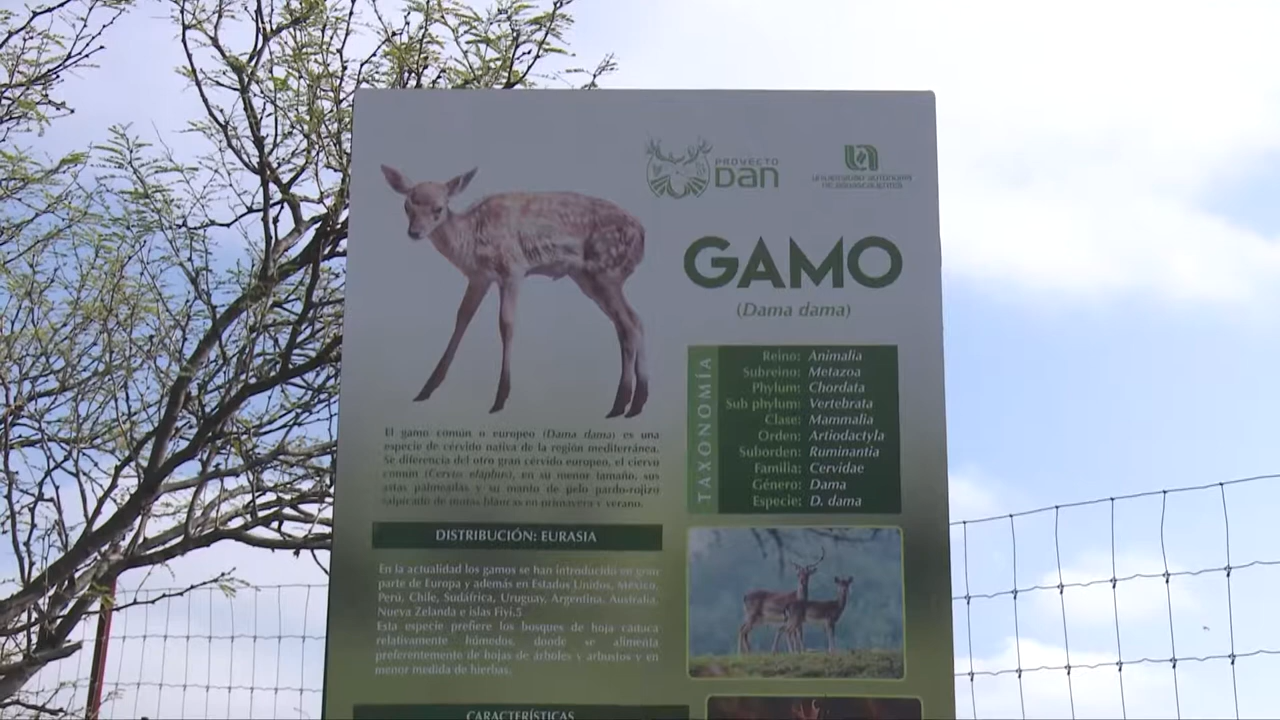 PROYECTO
DAN
UNIVERSIDAD AUTONOMA
DE AGUASCALIENTES
GAMO
(Dama dama)
TAXONOMÍA
Reino: Animalia
Subreino: Metazoa
Phylum: Chordata
Sub phylum: Vertebrata
Clase: Mammalia
Orden: Artiodactyla
Suborden: Ruminantia
Familia: Cervidae
Género: Dama
Especie: D. dama
El gamo común o europeo (Dama dama) es una
especie de cérvido nativa de la región mediterránea.
Se diferencia del otro gran cérvido europeo, el ciervo
común (Cervus elaphus), en su menor tamaño, sus
astas palmeadas y su manto de pelo pardo-rojizo
salpicado de motas blancas en primavera y verano.
DISTRIBUCIÓN: EURASIA
En la actualidad los gamos se han introducido en gran
parte de Europa y además en Estados Unidos, México,
Perú, Chile, Sudáfrica, Uruguay, Argentina, Australia,
Nueva Zelanda e islas Fiyi.5
Esta especie prefiere los bosques de hoja caduca
relativamente húmedos, donde se alimenta
preferentemente de hojas de árboles y arbustos y en
menor medida de hierbas.
CARACTERÍSTICAS